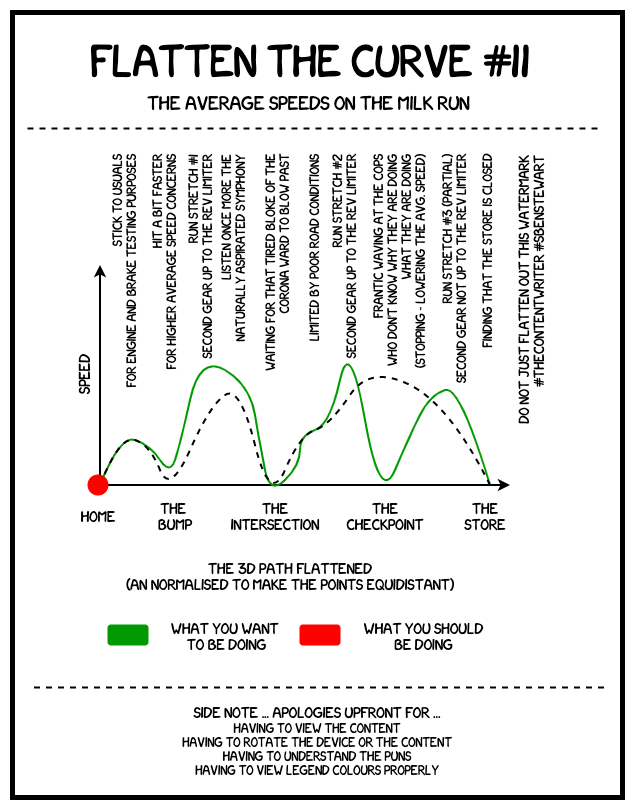 FLATTEN THE CURVE #11
THE AVERAGE SPEEDS ON THE MILK RUN
STICK TO USUALS
FOR ENGINE AND BRAKE TESTING PURPOSES
HIT A BIT FASTER
FOR HIGHER AVERAGE SPEED CONCERNS
RUN STRETCH #1
SECOND GEAR UP TO THE REV LIMITER
LISTEN ONCE MORE THE
NATURALLY ASPIRATED SYMPHONY
WAITING FOR THAT TIRED BLOKE OF THE
CORONA WARD TO BLOW PAST
LIMITED BY POOR ROAD CONDITIONS
RUN STRETCH #2
SECOND GEAR UP TO THE REV LIMITER
FRANTIC WAVING AT THE COPS
WHO DON'T KNOW WHY THEY ARE DOING
WHAT THEY ARE DOING
(STOPPING - LOWERING THE AVG. SPEED)
RUN STRETCH #3 (PARTIAL)
SECOND GEAR NOT UP TO THE REV LIMITER
FINDING THAT THE STORE IS CLOSED
DO NOT JUST FLATTEN OUT THIS WATERMARK
#THECONTENTWRITER #SBENSTEWART
SPEED
HOME
THE
BUMP
THE
INTERSECTION
THE
CHECKPOINT
THE
STORE
THE 3D PATH FLATTENED
(AN NORMALISED TO MAKE THE POINTS EQUIDISTANT)
WHAT YOU WANT
TO BE DOING
WHAT YOU SHOULD
BE DOING
SIDE NOTE ... APOLOGIES UPFRONT FOR ...
HAVING TO VIEW THE CONTENT
HAVING TO ROTATE THE DEVICE OR THE CONTENT
HAVING TO UNDERSTAND THE PUNS
HAVING TO VIEW LEGEND COLOURS PROPERLY